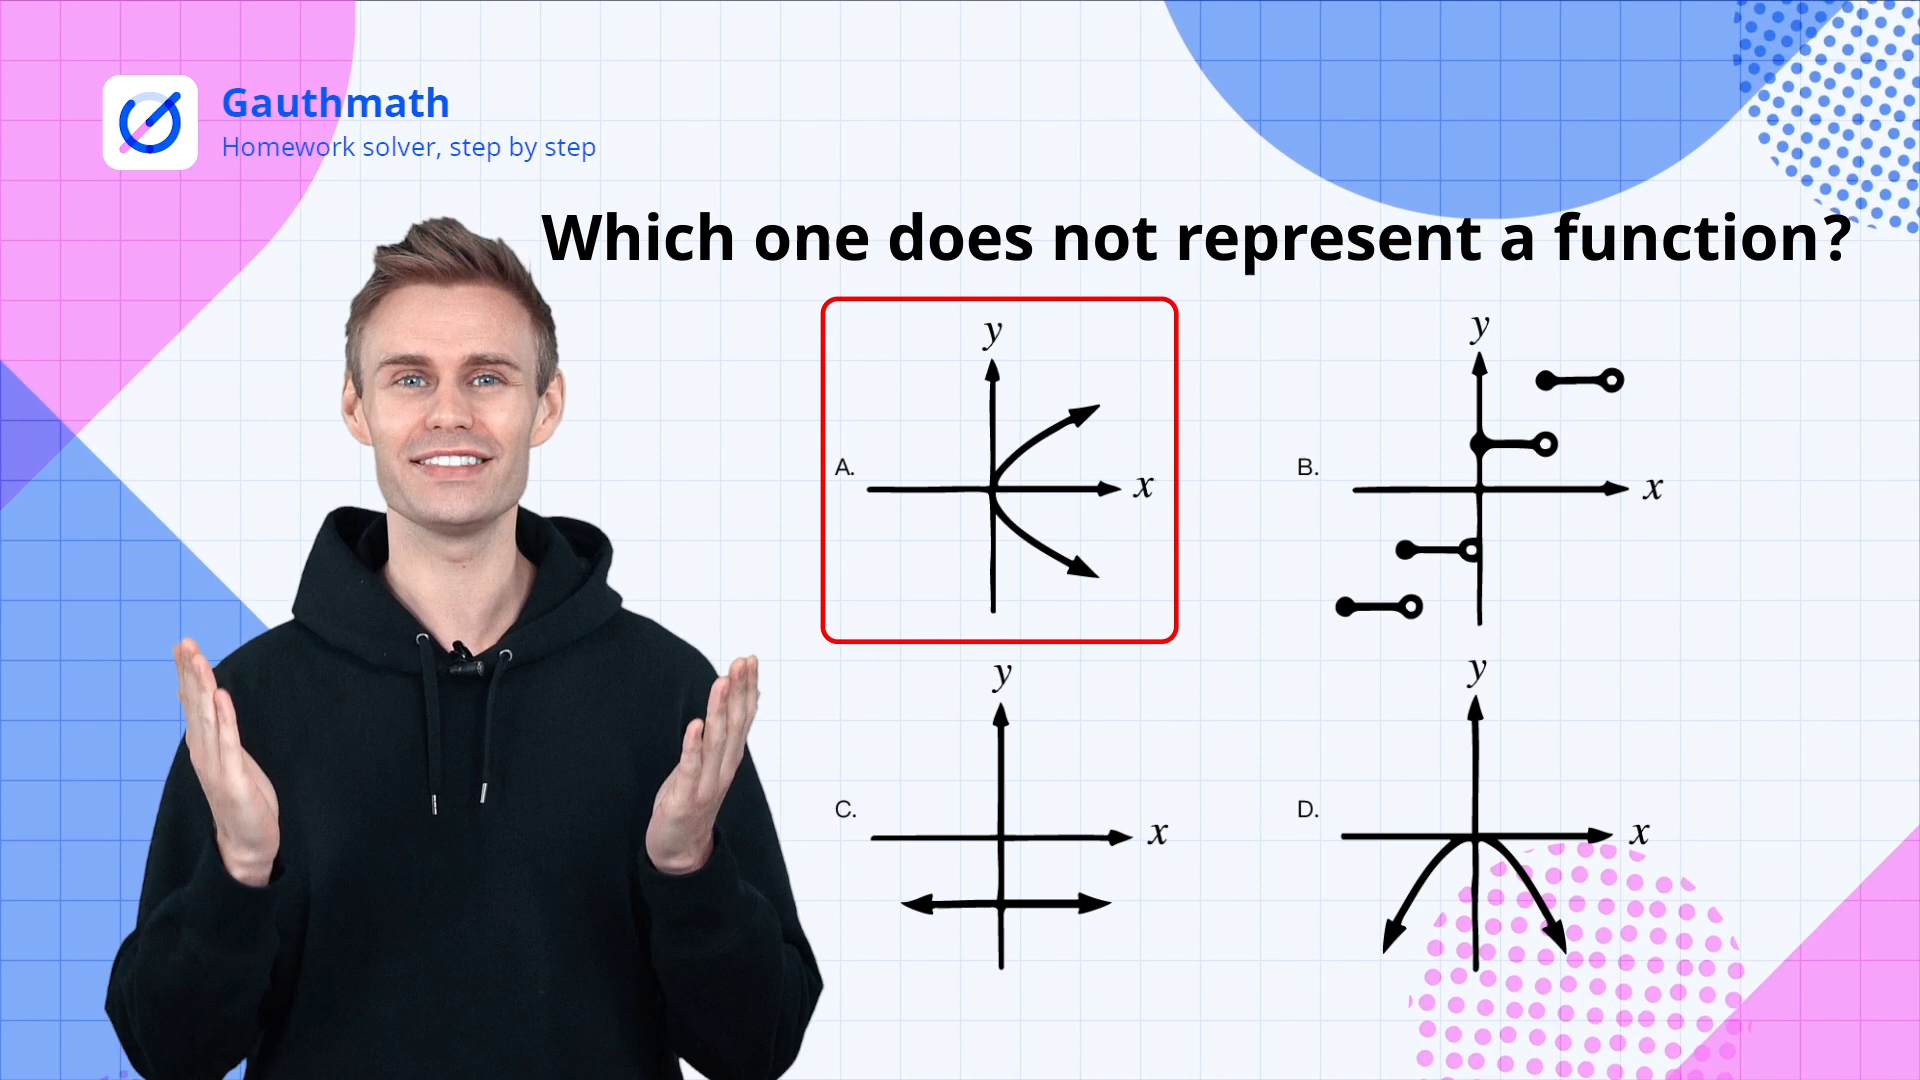 Gauthmath
Homework solver, step by step
Which one does not represent a function?
y
A.
x
y
B.
x
y
C.
x
y
D.
x